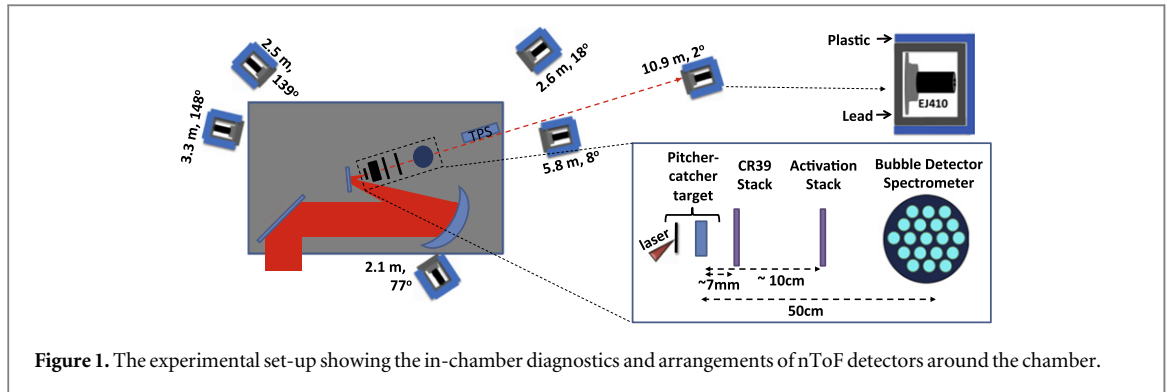 2.5 m,
139°
3.3 m, 148°
2.6 m, 18°
10.9 m, 2°
TPS
5.8 m, 8°
2.1 m,
77°
Plastic
EJ410
Lead
Pitcher-
catcher
target
CR39
Stack
Activation
Stack
Bubble Detector
Spectrometer
laser
~7mm
~ 10cm
50cm
Figure 1. The experimental set-up showing the in-chamber diagnostics and arrangements of nToF detectors around the chamber.